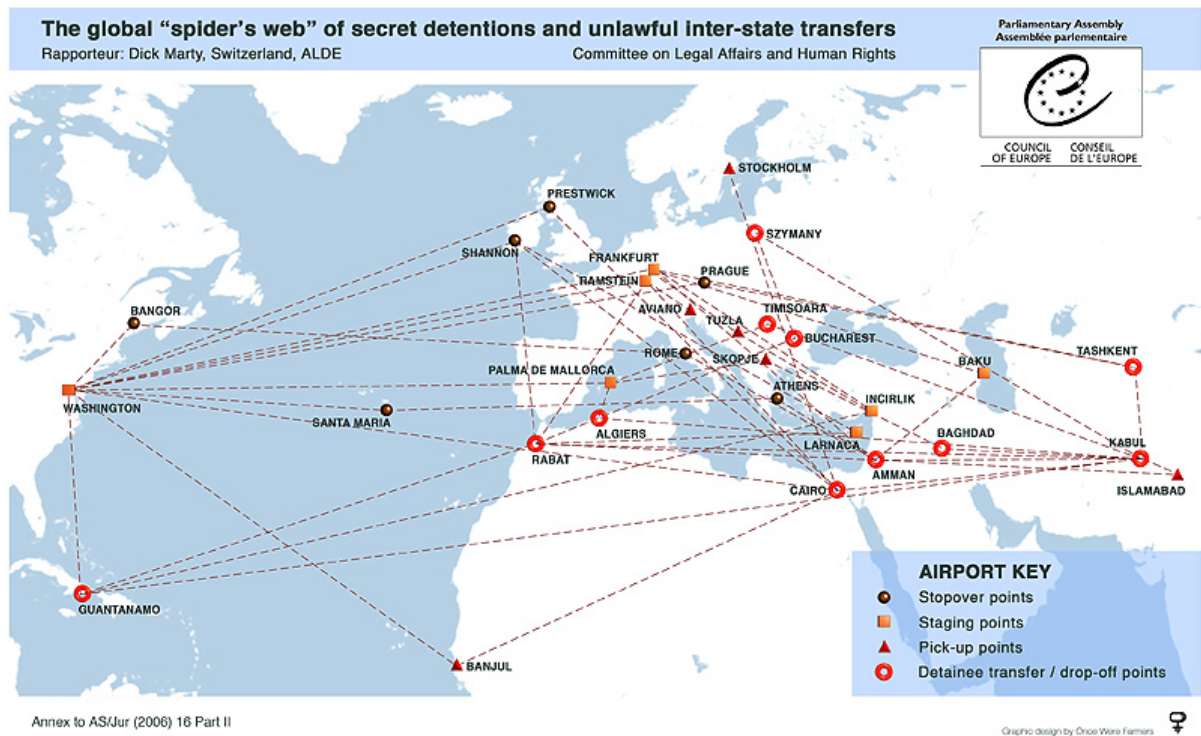 The global “spider’s web” of secret detentions and unlawful inter-state transfers
Rapporteur: Dick Marty, Switzerland, ALDE
Committee on Legal Affairs and Human Rights
Parliamentary Assembly
Assemblée parlementaire
COUNCIL OF EUROPE
CONSEIL DE L'EUROPE
STOCKHOLM
PRESTWICK
SZYMANY
SHANNON
FRANKFURT
RAMSTEIN
PRAGUE
BANGOR
AVIANO
TIMISOARA
TUZLA
BUCHAREST
ROME
SKOPJE
BAKU
TASHKENT
PALMA DE MALLORCA
ATHENS
WASHINGTON
INCIRLIK
SANTA MARIA
ALGIERS
LARNACA
BAGHDAD
KABUL
RABAT
AMMAN
CAIRO
ISLAMABAD
GUANTANAMO
BANJUL
AIRPORT KEY
Stopover points
Staging points
Pick-up points
Detainee transfer / drop-off points
Annex to AS/Jur (2006) 16 Part II
Graphic design by Once Were Farmers